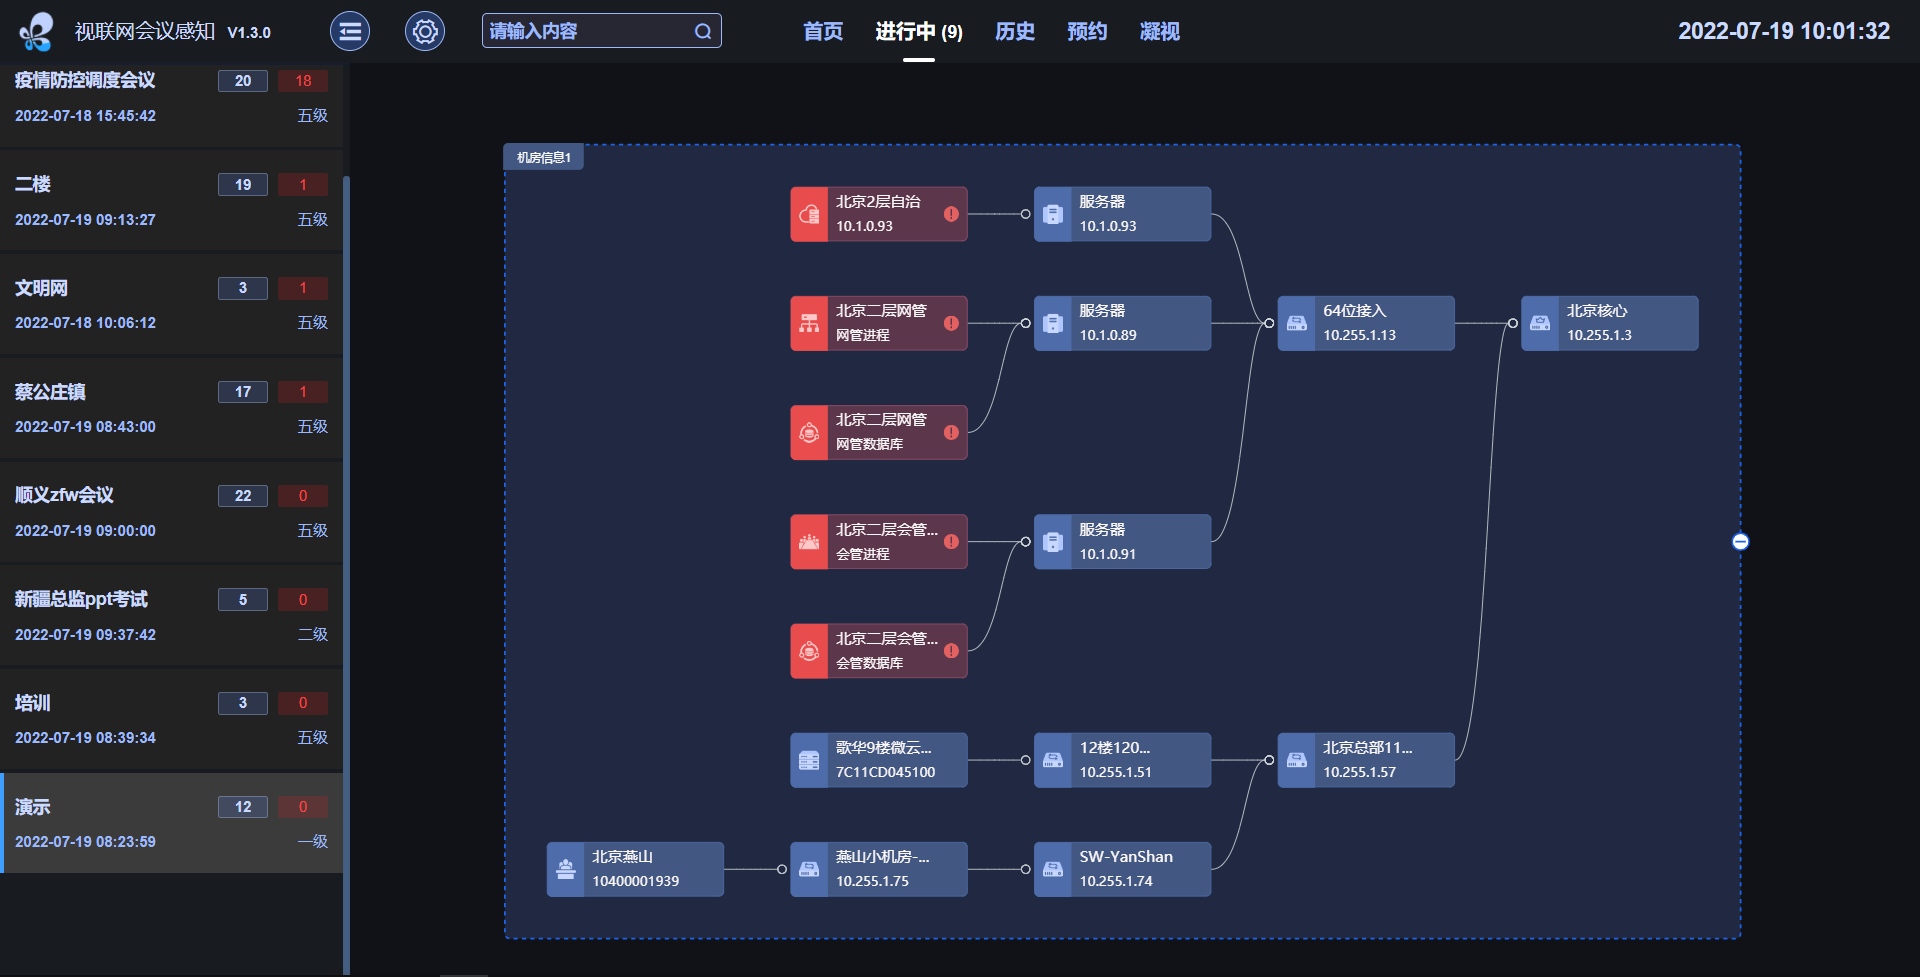 视联网会议感知 V1.3.0
请输入内容
首页 进行中 (9) 历史 预约 凝视
2022-07-19 10:01:32
疫情防控调度会议 20 18
2022-07-18 15:45:42 五级
二楼 19 1
2022-07-19 09:13:27 五级
文明网 3 1
2022-07-18 10:06:12 五级
蔡公庄镇 17 1
2022-07-19 08:43:00 五级
顺义zfw会议 22 0
2022-07-19 09:00:00 五级
新疆总监ppt考试 5 0
2022-07-19 09:37:42 二级
培训 3 0
2022-07-19 08:39:34 五级
演示 12 0
2022-07-19 08:23:59 一级
机房信息1
北京2层自治
10.1.0.93
服务器
10.1.0.93
北京二层网管
网管进程
服务器
10.1.0.89
64位接入
10.255.1.13
北京核心
10.255.1.3
北京二层网管
网管数据库
北京二层会管...
会管进程
服务器
10.1.0.91
北京二层会管...
会管数据库
歌华9楼微云...
7C11CD045100
12楼120...
10.255.1.51
北京总部11...
10.255.1.57
北京燕山
10400001939
燕山小机房-...
10.255.1.75
SW-YanShan
10.255.1.74